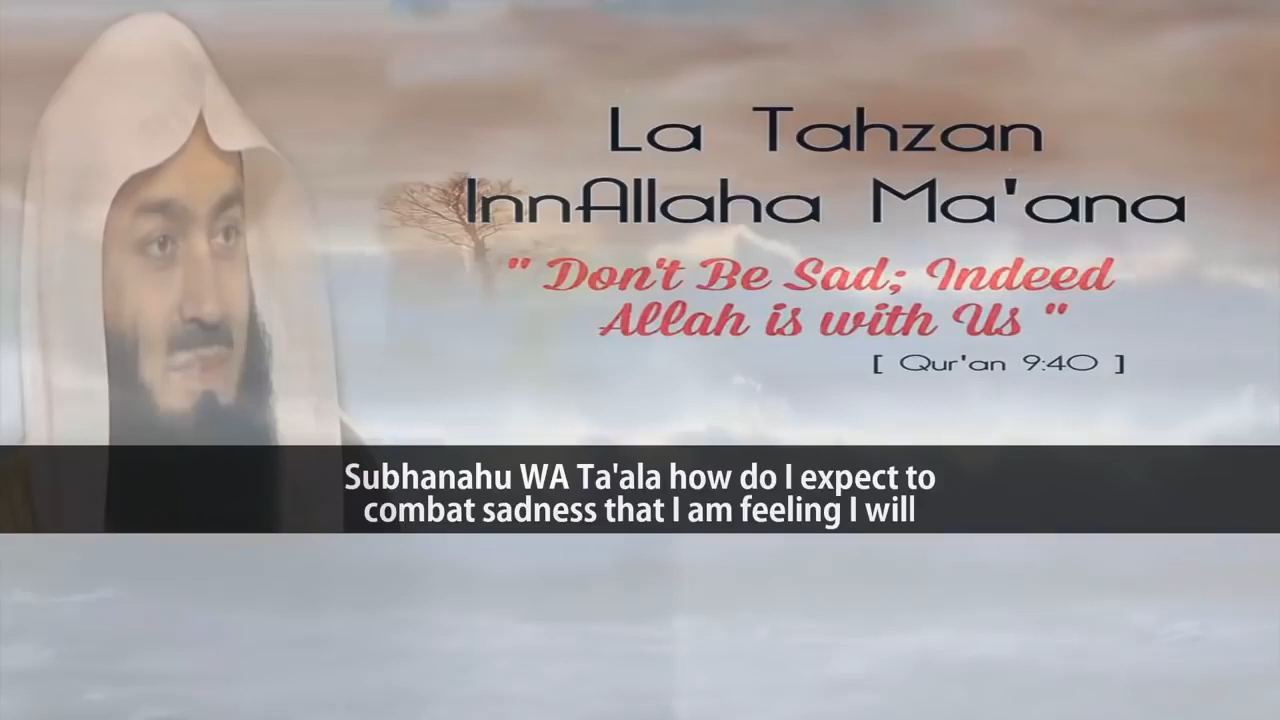 La Tahzan
InnAllaha Ma'ana
" Don't Be Sad; Indeed
Allah is with Us "
[ Qur'an 9:40 ]
Subhanahu WA Ta'ala how do I expect to
combat sadness that I am feeling I will